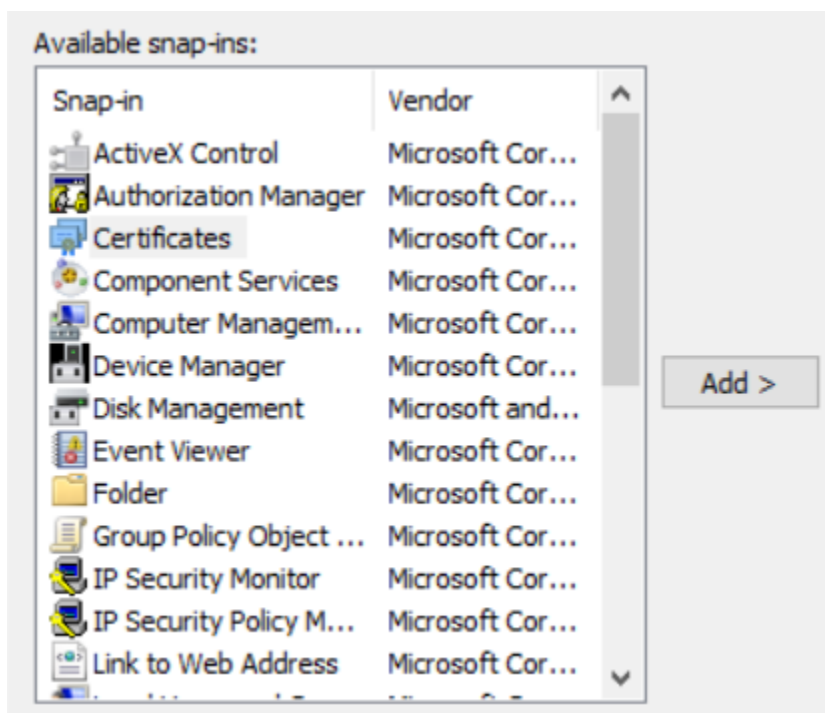 Available snap-ins:
Snap-in Vendor
ActiveX Control Microsoft Cor...
Authorization Manager Microsoft Cor...
Certificates Microsoft Cor...
Component Services Microsoft Cor...
Computer Managem... Microsoft Cor...
Device Manager Microsoft Cor...
Disk Management Microsoft and...
Event Viewer Microsoft Cor...
Folder Microsoft Cor...
Group Policy Object ... Microsoft Cor...
IP Security Monitor Microsoft Cor...
IP Security Policy M... Microsoft Cor...
Link to Web Address Microsoft Cor...
Add >